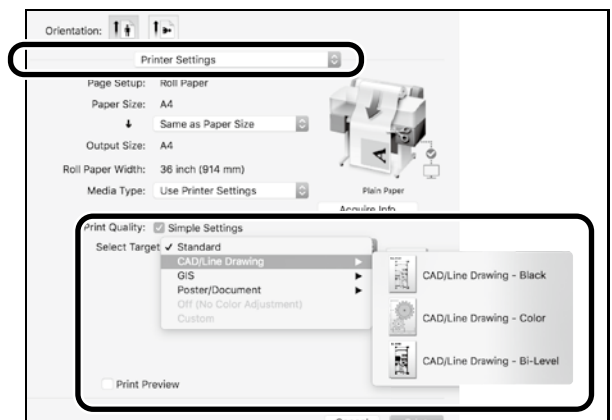 Orientation:
Printer Settings
Page Setup: Roll Paper
Paper Size: A4
Same as Paper Size
Output Size: A4
Roll Paper Width: 36 inch (914 mm)
Media Type: Use Printer Settings
Plain Paper
Acquire Info
Print Quality: Simple Settings
Select Target ✓ Standard
CAD/Line Drawing
GIS
Poster/Document
Off (No Color Adjustment)
Custom
CAD/Line Drawing - Black
CAD/Line Drawing - Color
CAD/Line Drawing - Bi-Level
Print Preview